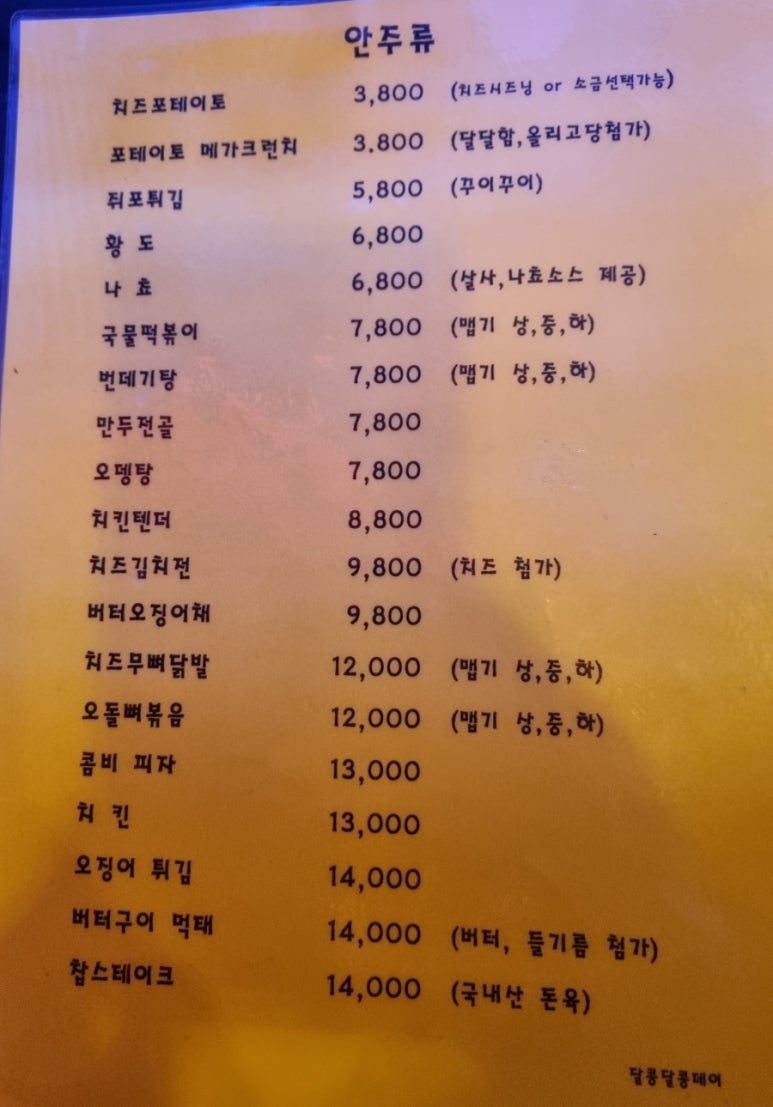 안주류
치즈포테이토 3,800 (치즈시즈닝 or 소금선택가능)
포테이토 메가크런치 3.800 (달달함,올리고당첨가)
쥐포튀김 5,800 (꾸이꾸이)
황 도 6,800
나 쵸 6,800 (살사,나쵸소스 제공)
국물떡볶이 7,800 (맵기 상,중,하)
번데기탕 7,800 (맵기 상,중,하)
만두전골 7,800
오뎅탕 7,800
치킨텐더 8,800
치즈김치전 9,800 (치즈 첨가)
버터오징어채 9,800
치즈무뼈닭발 12,000 (맵기 상,중,하)
오돌뼈볶음 12,000 (맵기 상,중,하)
콤비 피자 13,000
치 킨 13,000
오징어 튀김 14,000
버터구이 먹태 14,000 (버터, 들기름 첨가)
찹스테이크 14,000 (국내산 돈육)
달콩달콩데이